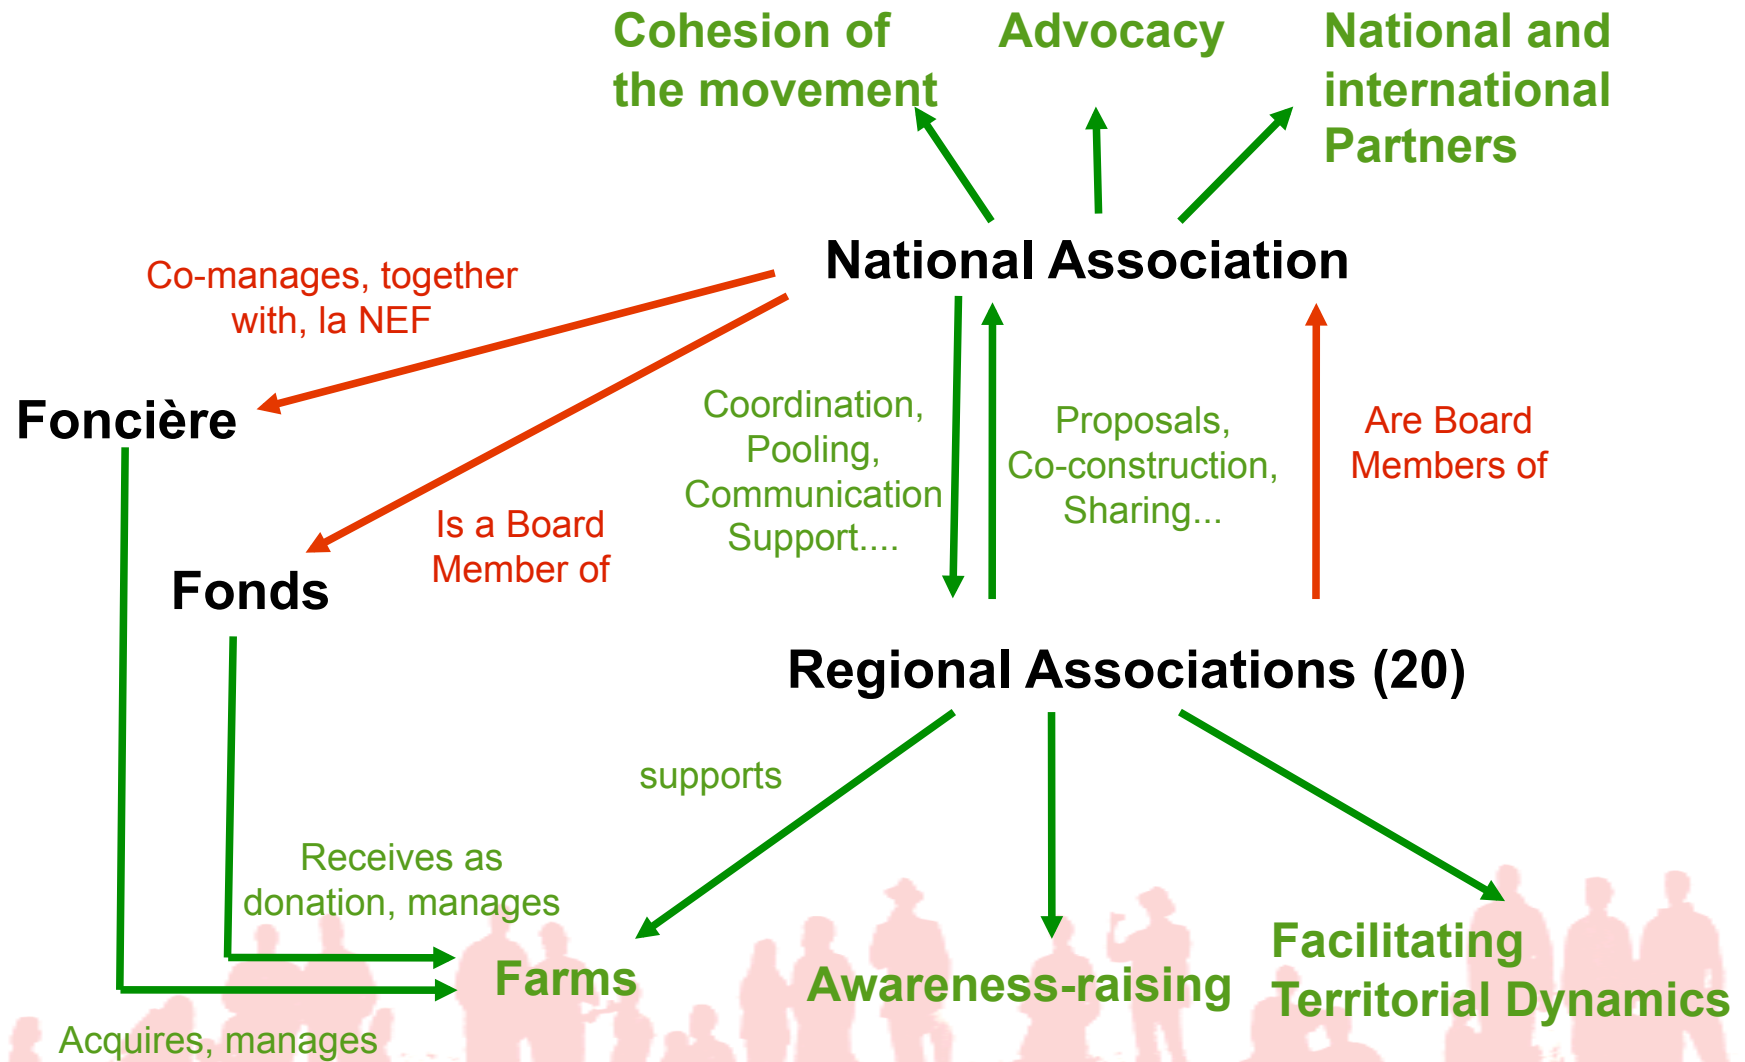 Cohesion of
the movement
Advocacy
National and
international
Partners
National Association
Co-manages, together
with, la NEF
Foncière
Coordination,
Pooling,
Communication
Support....
Proposals,
Co-construction,
Sharing...
Are Board
Members of
Is a Board
Member of
Fonds
Regional Associations (20)
supports
Receives as
donation, manages
Farms
Awareness-raising
Facilitating
Territorial Dynamics
Acquires, manages